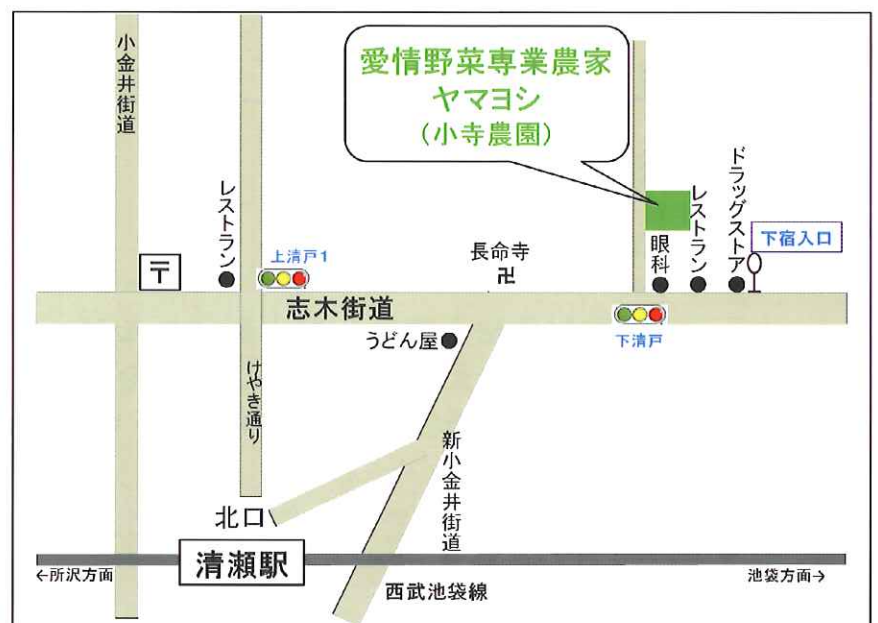 小金井街道
愛情野菜専業農家
ヤマヨシ
(小寺農園)
レストラン
上清戸1
〒
長命寺
卍
眼科
レストラン
ドラッグストア
下宿入口
志木街道
うどん屋
下清戸
けやき通り
新小金井街道
北口
清瀬駅
←所沢方面
西武池袋線
池袋方面→